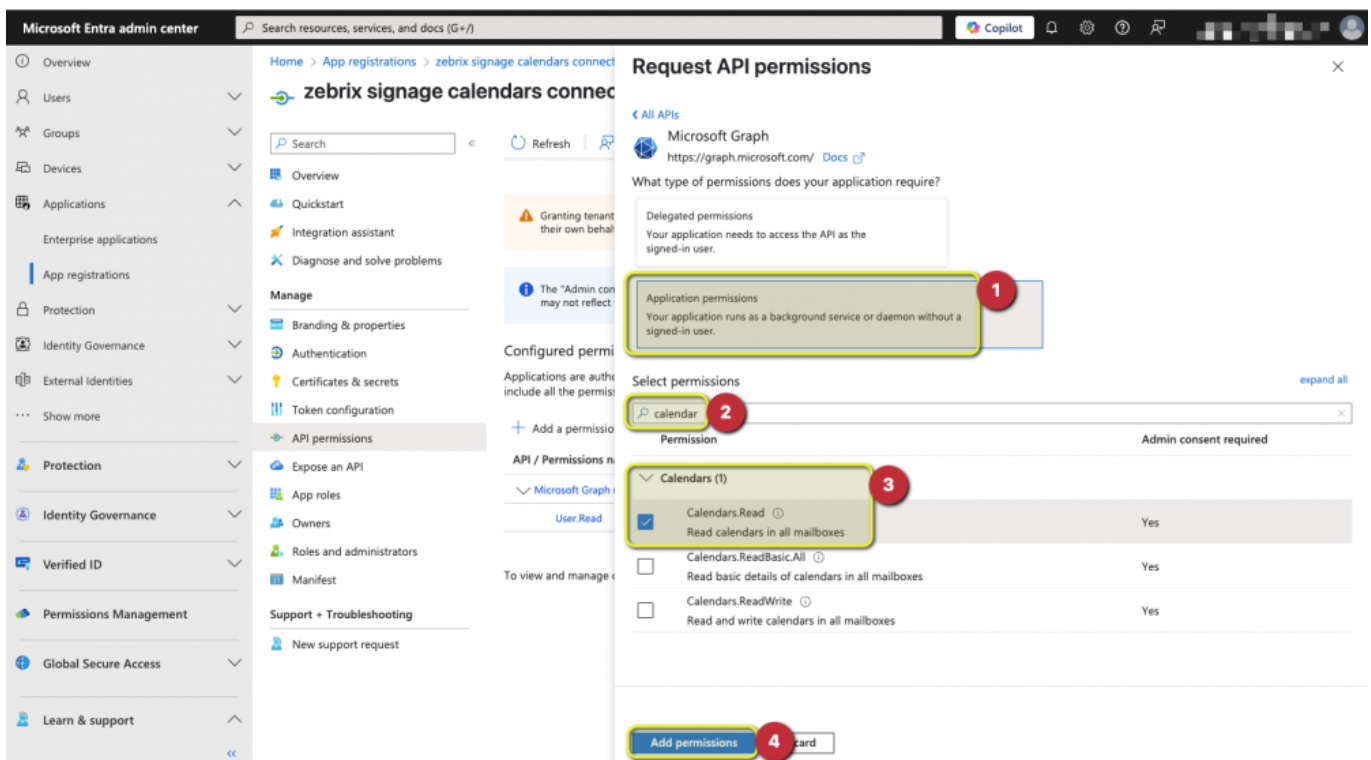 Microsoft Entra admin center
Search resources, services, and docs (G+/)
Copilot
Overview
Users
Groups
Devices
Applications
Enterprise applications
App registrations
Protection
Identity Governance
External Identities
Show more
Protection
Identity Governance
Verified ID
Permissions Management
Global Secure Access
Learn & support
Home > App registrations > zebrix signage calendars connect
zebrix signage calendars connec
Search
Overview
Quickstart
Integration assistant
Diagnose and solve problems
Manage
Branding & properties
Authentication
Certificates & secrets
Token configuration
API permissions
Expose an API
App roles
Owners
Roles and administrators
Manifest
Support + Troubleshooting
New support request
Refresh
Granting tenant
their own behal
The "Admin con
may not reflect
Configured permi
Applications are autho
include all the permiss
Add a permissio
API / Permissions n
Microsoft Graph
User.Read
To view and manage
Request API permissions
All APIs
Microsoft Graph
https://graph.microsoft.com/ Docs
What type of permissions does your application require?
Delegated permissions
Your application needs to access the API as the
signed-in user.
Application permissions
Your application runs as a background service or daemon without a
signed-in user.
1
Select permissions
expand all
calendar
2
Permission
Admin consent required
Calendars (1)
3
Calendars.Read
Read calendars in all mailboxes
Yes
Calendars.ReadBasic.All
Read basic details of calendars in all mailboxes
Yes
Calendars.ReadWrite
Read and write calendars in all mailboxes
Yes
Add permissions
4
card